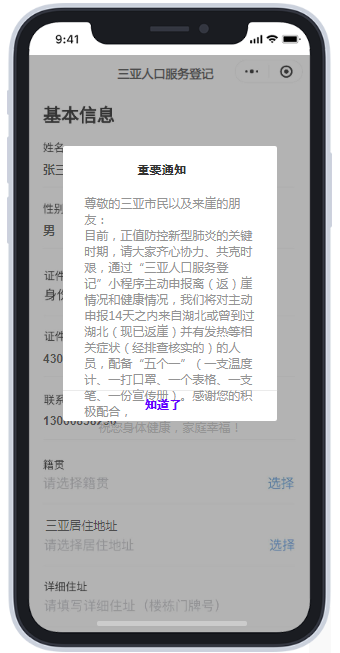 9:41
三亚人口服务登记
基本信息
姓名
张三
重要通知
尊敬的三亚市民以及来崖的朋
友：
目前，正值防控新型肺炎的关键
时期，请大家齐心协力、共克时
艰，通过“三亚人口服务登
记”小程序主动申报离（返）崖
情况和健康情况，我们将对主动
申报14天之内来自湖北或曾到过
湖北（现已返崖）并有发热等相
关症状（经排查核实的）的人
员，配备“五个一”（一支温度
计、一打口罩、一个表格、一支
笔、一份宣传册）。感谢您的积
极配合，
祝您身体健康，家庭幸福！
知道了
性别
男
证件
身份
证件
430
联系
籍贯
请选择籍贯
选择
三亚居住地址
请选择居住地址
选择
详细住址
请填写详细住址（楼栋门牌号）